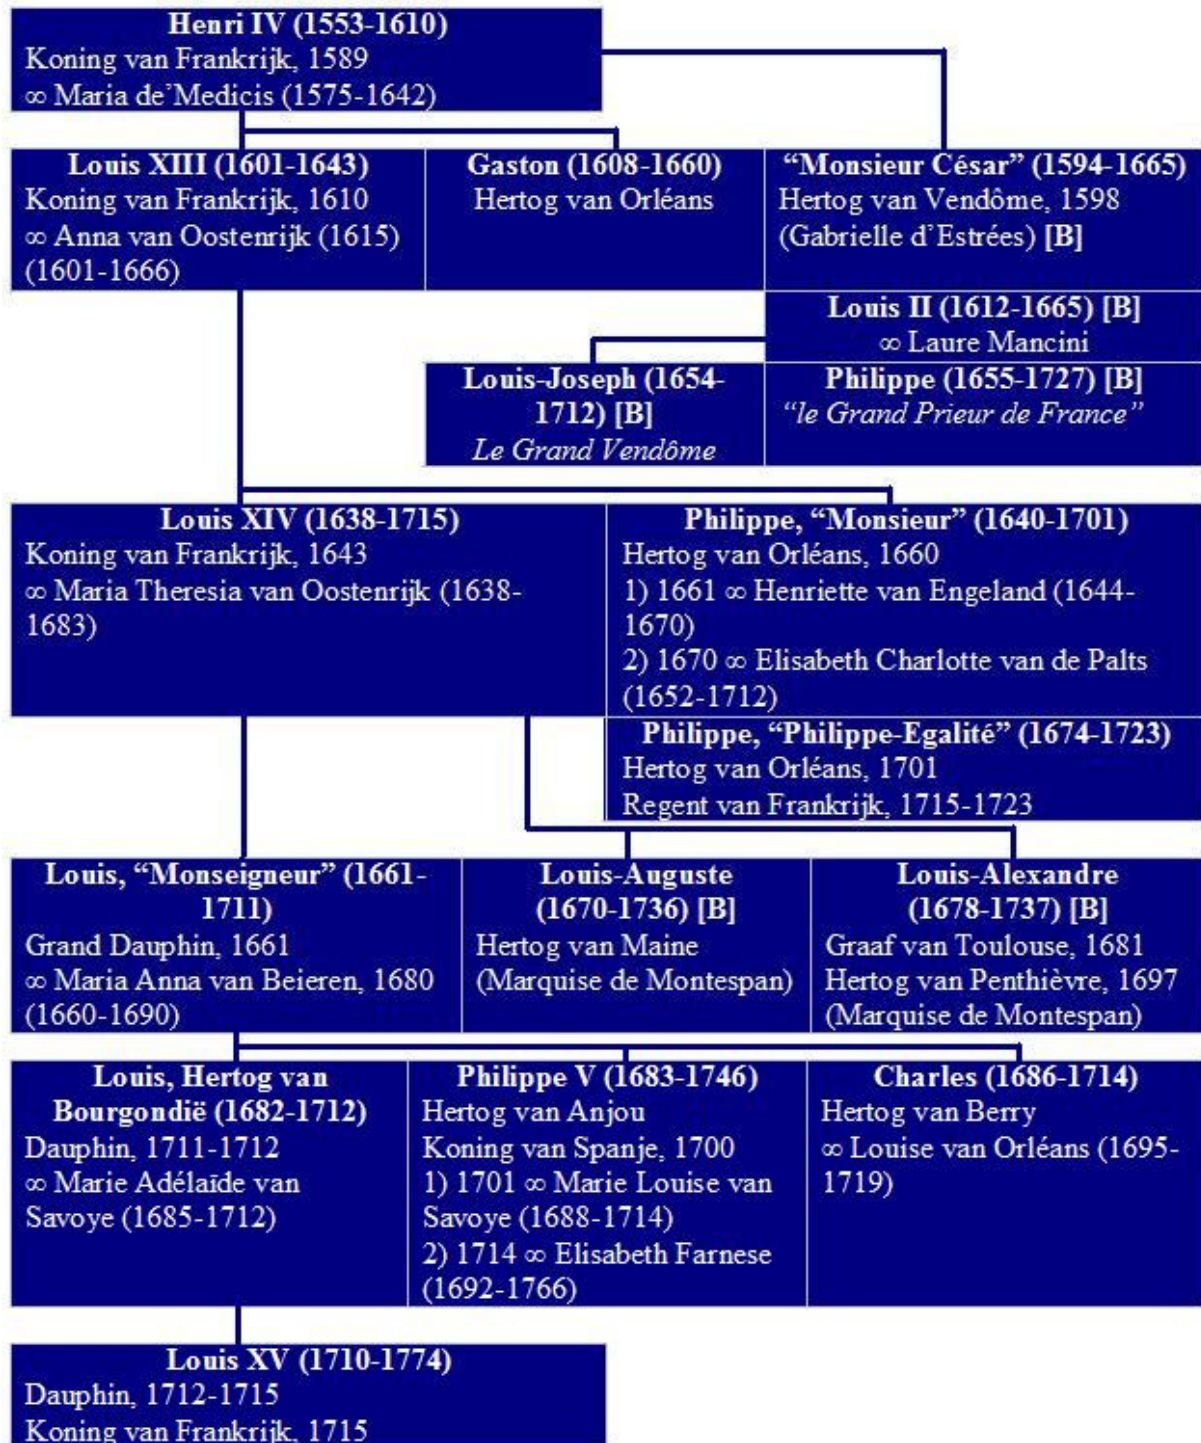 Henri IV (1553-1610)
Koning van Frankrijk, 1589
∞ Maria de’Medicis (1575-1642)
Louis XIII (1601-1643)
Koning van Frankrijk, 1610
∞ Anna van Oostenrijk (1615)
(1601-1666)
Gaston (1608-1660)
Hertog van Orléans
“Monsieur César” (1594-1665)
Hertog van Vendôme, 1598
(Gabrielle d’Estrées) [B]
Louis II (1612-1665) [B]
∞ Laure Mancini
Louis-Joseph (1654-
1712) [B]
Le Grand Vendôme
Philippe (1655-1727) [B]
“le Grand Prieur de France”
Louis XIV (1638-1715)
Koning van Frankrijk, 1643
∞ Maria Theresia van Oostenrijk (1638-
1683)
Philippe, “Monsieur” (1640-1701)
Hertog van Orléans, 1660
1) 1661 ∞ Henriette van Engeland (1644-
1670)
2) 1670 ∞ Elisabeth Charlotte van de Palts
(1652-1712)
Philippe, “Philippe-Egalité” (1674-1723)
Hertog van Orléans, 1701
Regent van Frankrijk, 1715-1723
Louis, “Monseigneur” (1661-
1711)
Grand Dauphin, 1661
∞ Maria Anna van Beieren, 1680
(1660-1690)
Louis-Auguste
(1670-1736) [B]
Hertog van Maine
(Marquise de Montespan)
Louis-Alexandre
(1678-1737) [B]
Graaf van Toulouse, 1681
Hertog van Penthièvre, 1697
(Marquise de Montespan)
Louis, Hertog van
Bourgondië (1682-1712)
Dauphin, 1711-1712
∞ Marie Adélaïde van
Savoye (1685-1712)
Philippe V (1683-1746)
Hertog van Anjou
Koning van Spanje, 1700
1) 1701 ∞ Marie Louise van
Savoye (1688-1714)
2) 1714 ∞ Elisabeth Farnese
(1692-1766)
Charles (1686-1714)
Hertog van Berry
∞ Louise van Orléans (1695-
1719)
Louis XV (1710-1774)
Dauphin, 1712-1715
Koning van Frankrijk, 1715